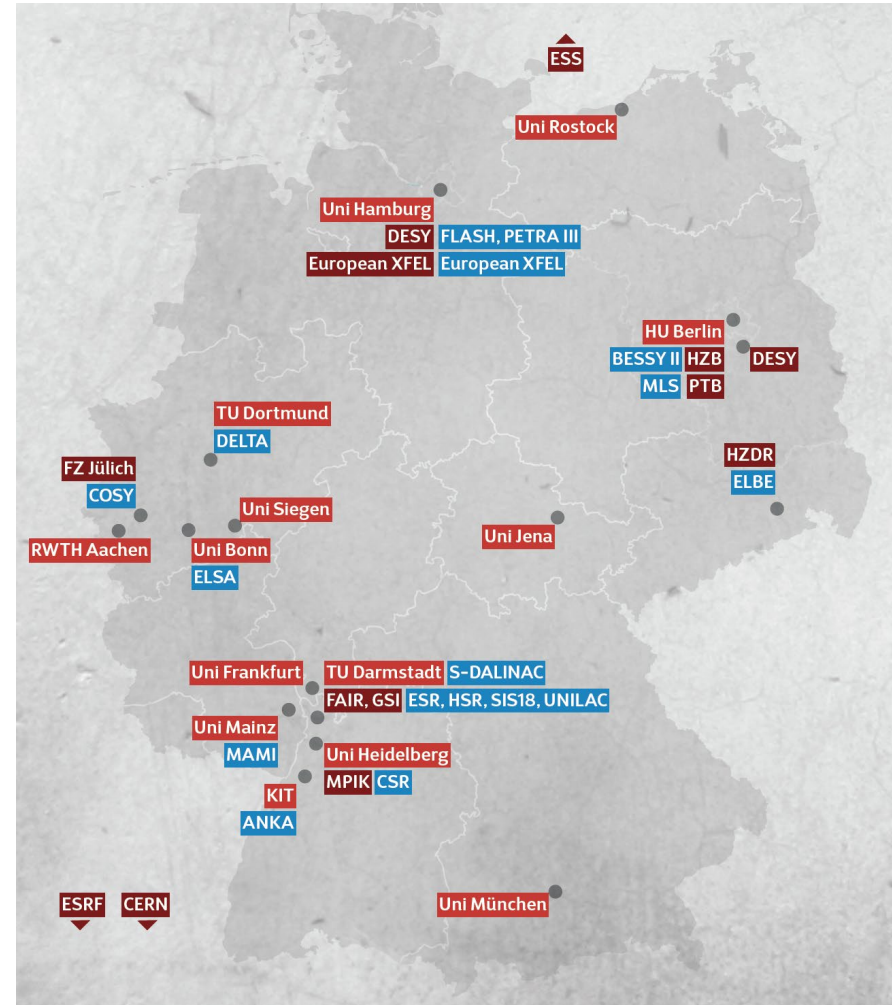 ESS
Uni Rostock
Uni Hamburg
DESY FLASH, PETRA III
European XFEL European XFEL
HU Berlin
BESSY II HZB DESY
MLS PTB
TU Dortmund
DELTA
FZ Jülich
COSY
HZDR
ELBE
Uni Siegen
Uni Jena
RWTH Aachen Uni Bonn
ELSA
Uni Frankfurt TU Darmstadt S-DALINAC
FAIR, GSI ESR, HSR, SIS18, UNILAC
Uni Mainz
MAMI
Uni Heidelberg
MPIK CSR
KIT
ANKA
ESRF CERN
Uni München